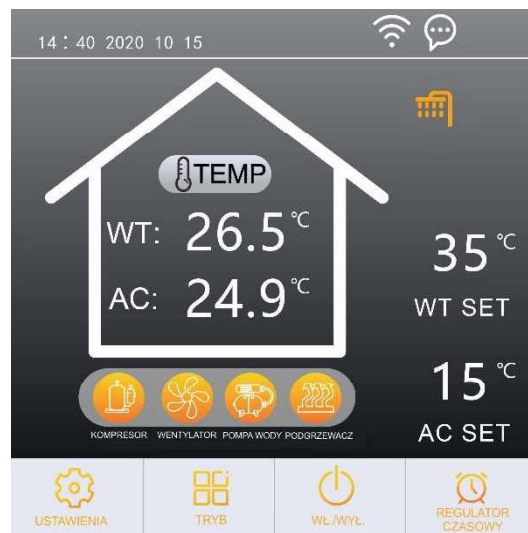 14:40 2020 10 15
TEMP
WT: 26.5 °C
AC: 24.9 °C
35 °C
WT SET
15 °C
AC SET
KOMPRESOR WENTYLATOR POMPA WODY PODGRZEWACZ
USTAWIENIA
TRYB
WŁ./WYŁ.
REGULATOR
CZASOWY